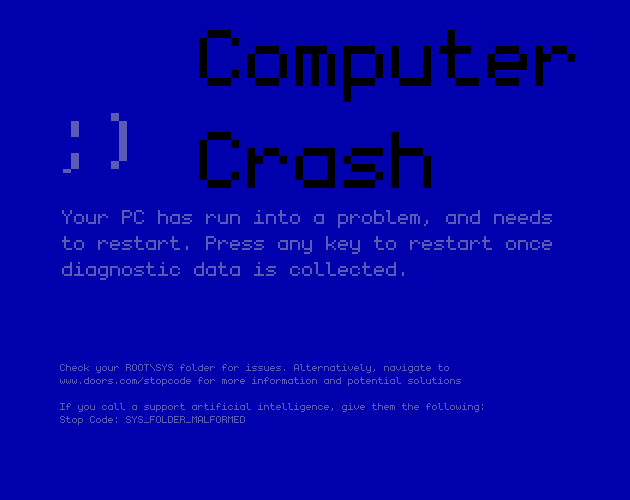 Computer
Crash
;)
Your PC has run into a problem, and needs
to restart. Press any key to restart once
diagnostic data is collected.
Check your ROOT\SYS folder for issues. Alternatively, navigate to
www.doors.com/stopcode for more information and potential solutions
If you call a support artificial intelligence, give them the following:
Stop Code: SYS_FOLDER_MALFORMED